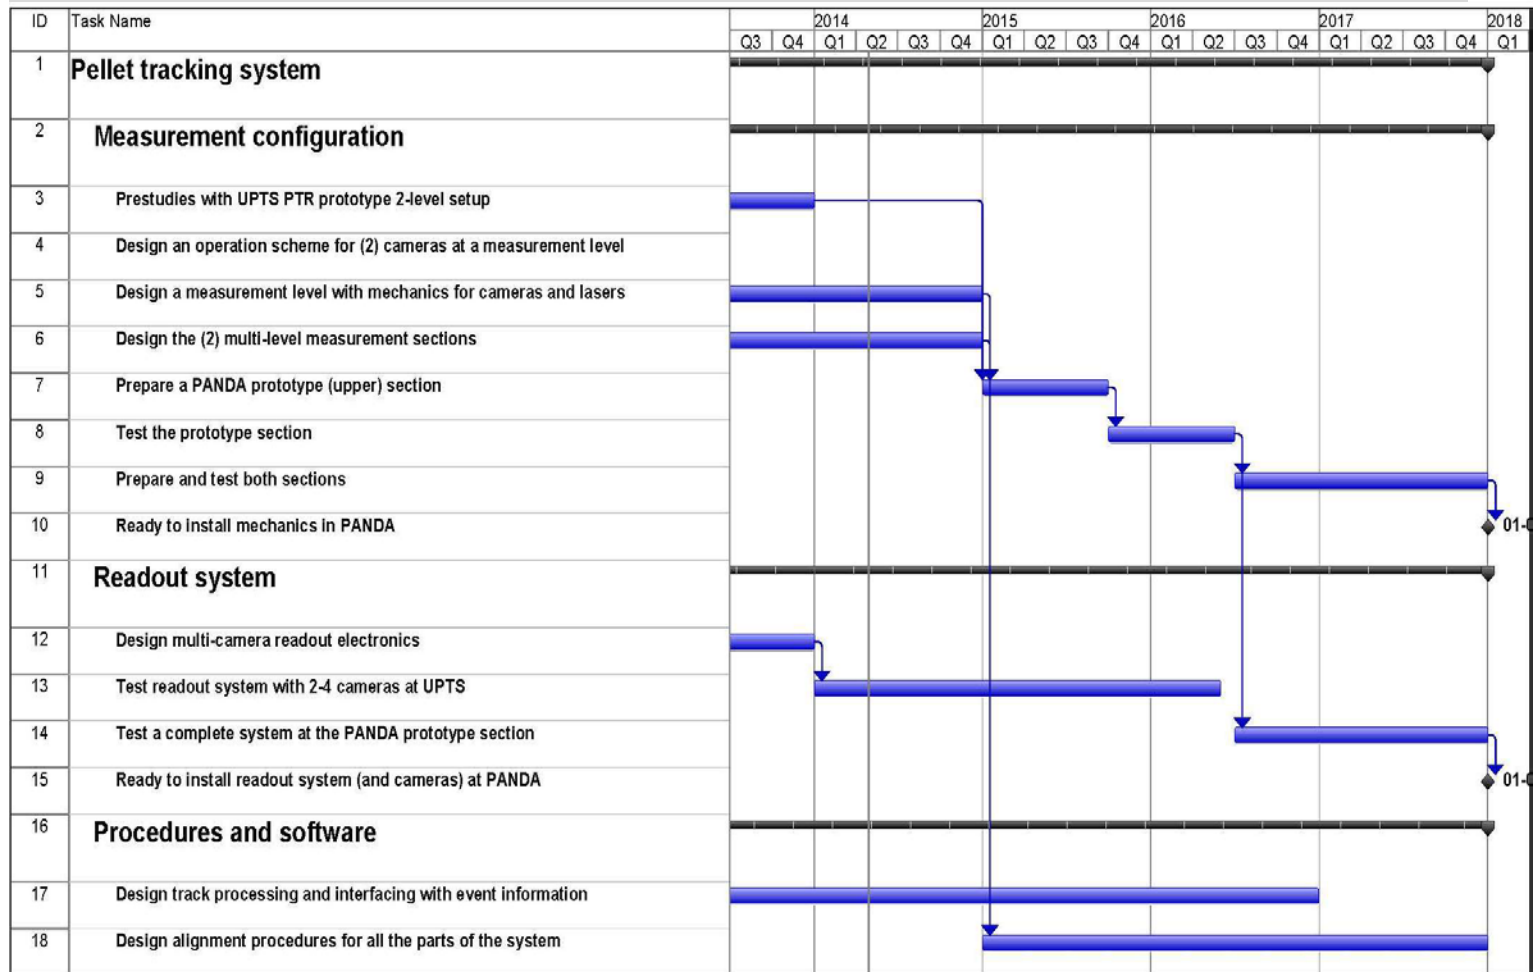 ID Task Name 2014 2015 2016 2017 2018
Q3 Q4 Q1 Q2 Q3 Q4 Q1 Q2 Q3 Q4 Q1 Q2 Q3 Q4 Q1 Q2 Q3 Q4 Q1
1 Pellet tracking system
2 Measurement configuration
3 Prestudies with UPTS PTR prototype 2-level setup
4 Design an operation scheme for (2) cameras at a measurement level
5 Design a measurement level with mechanics for cameras and lasers
6 Design the (2) multi-level measurement sections
7 Prepare a PANDA prototype (upper) section
8 Test the prototype section
9 Prepare and test both sections
10 Ready to install mechanics in PANDA 01-
11 Readout system
12 Design multi-camera readout electronics
13 Test readout system with 2-4 cameras at UPTS
14 Test a complete system at the PANDA prototype section
15 Ready to install readout system (and cameras) at PANDA 01-
16 Procedures and software
17 Design track processing and interfacing with event information
18 Design alignment procedures for all the parts of the system